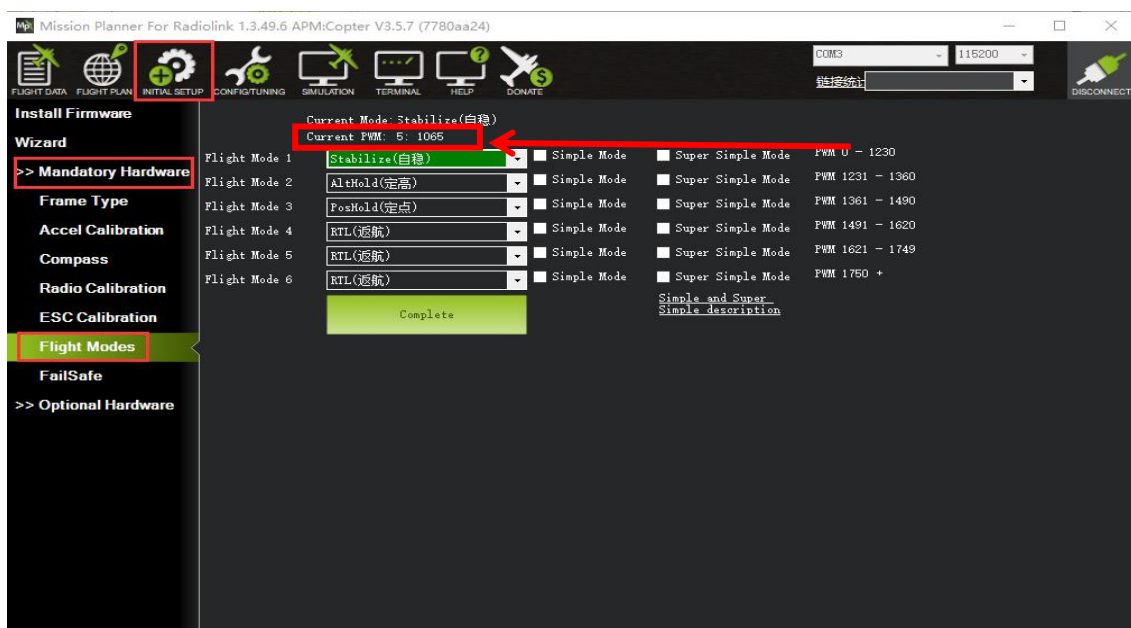 Mission Planner For Radiolink 1.3.49.6 APM:Copter V3.5.7 (7780aa24)
FLIGHT DATA FLIGHT PLAN INITIAL SETUP CONFIG/TUNING SIMULATION TERMINAL HELP DONATE
COM3 115200
链接统计
DISCONNECT
Install Firmware
Wizard
>> Mandatory Hardware
Frame Type
Accel Calibration
Compass
Radio Calibration
ESC Calibration
Flight Modes
FailSafe
>> Optional Hardware
Current Mode: Stabilize(自稳)
Current PWM: 5: 1065
Flight Mode 1 Stabilize(自稳) Simple Mode Super Simple Mode PWM 0 - 1230
Flight Mode 2 AltHold(定高) Simple Mode Super Simple Mode PWM 1231 - 1360
Flight Mode 3 PosHold(定点) Simple Mode Super Simple Mode PWM 1361 - 1490
Flight Mode 4 RTL(返航) Simple Mode Super Simple Mode PWM 1491 - 1620
Flight Mode 5 RTL(返航) Simple Mode Super Simple Mode PWM 1621 - 1749
Flight Mode 6 RTL(返航) Simple Mode Super Simple Mode PWM 1750 +
Complete
Simple and Super
Simple description